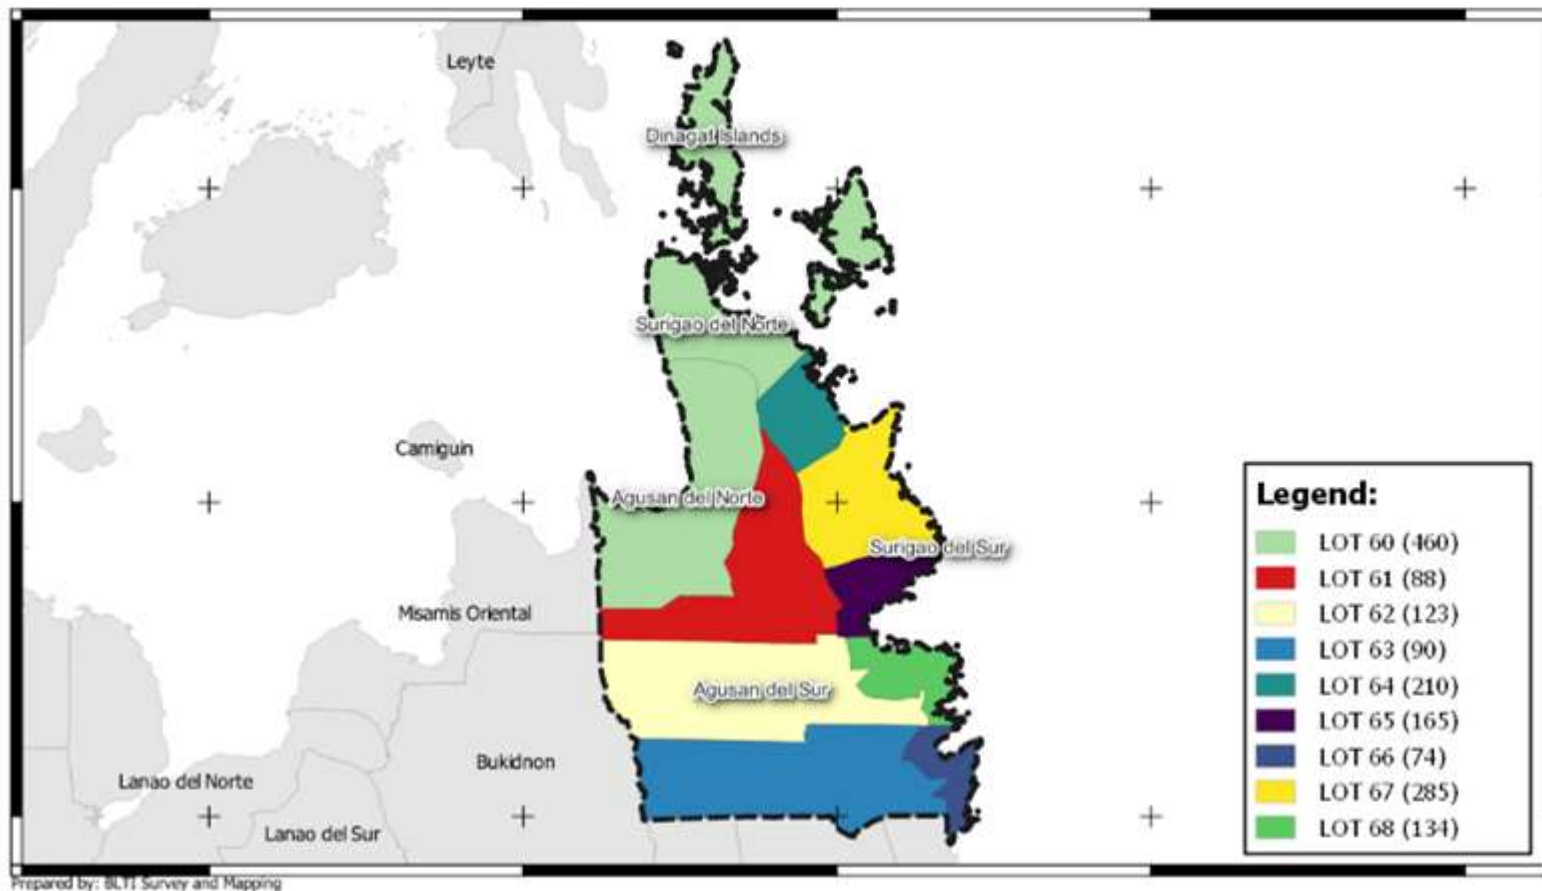 Leyte
Dinagat Islands
Surigao del Norte
Camiguin
Agusan del Norte
Surigao del Sur
Misamis Oriental
Agusan del Sur
Bukidnon
Lanao del Norte
Lanao del Sur
Legend:
LOT 60 (460)
LOT 61 (88)
LOT 62 (123)
LOT 63 (90)
LOT 64 (210)
LOT 65 (165)
LOT 66 (74)
LOT 67 (285)
LOT 68 (134)
Prepared by: BLTI Survey and Mapping